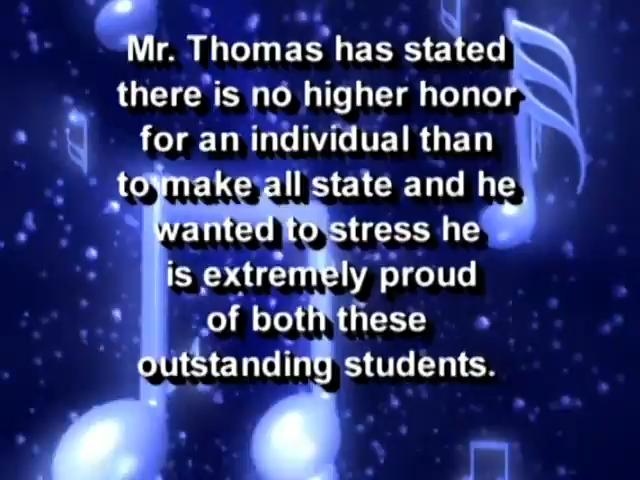 Mr. Thomas has stated
there is no higher honor
for an individual than
to make all state and he
wanted to stress he
is extremely proud
of both these
outstanding students.